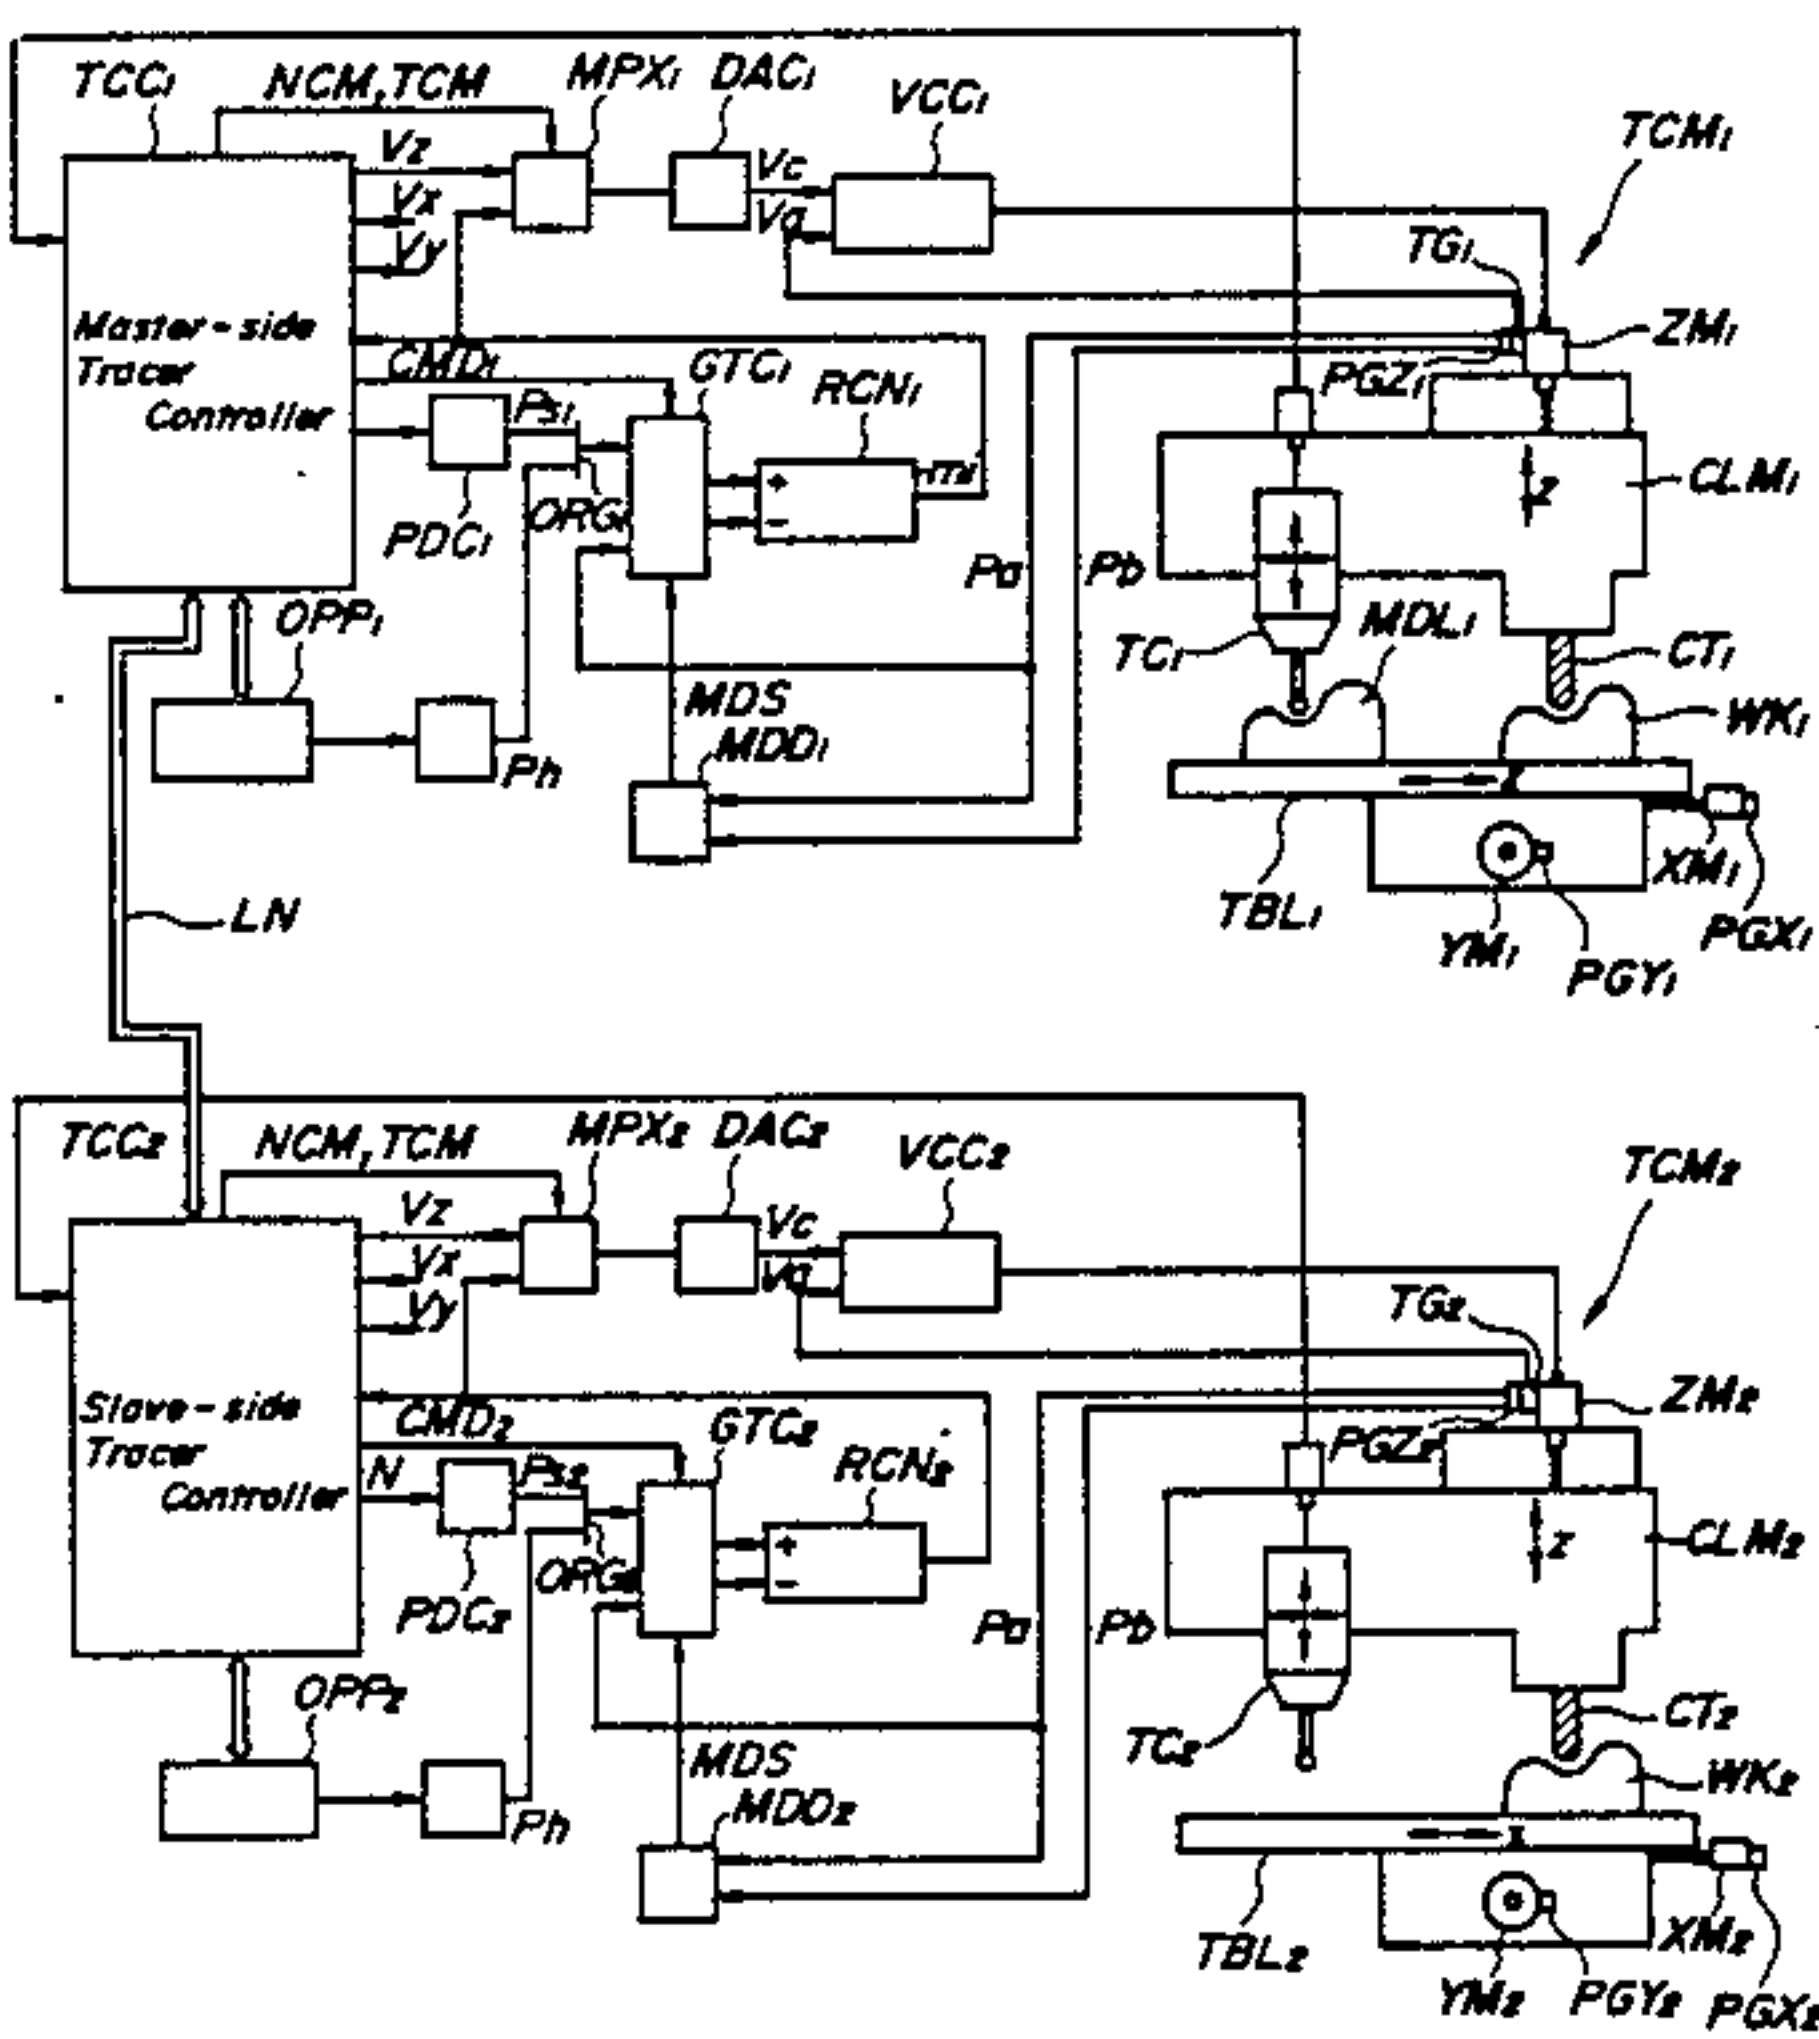 TCC₁ NCM,TCM MPX₁ DAC₁ VCC₁ TCM₁
Vz Vc
Vx Va
Vy TG₁
Master-side
Tracer
Controller
ZM₁
CMD₁ GTC₁ RCN₁ PGZ₁
Ps₁
+ Z CLM₁
PDC₁ ORG₁ -
Pa Pb
OPP₁ MDL₁
TC₁ CT₁
MDS
MDD₁ WK₁
Ph
X
XM₁
LN TBL₁ YM₁ PGX₁
PGY₁
TCC₂ NCM,TCM MPX₂ DAC₂ VCC₂ TCM₂
Vz Vc
Vx Va
Vy TG₂
Slave-side
Tracer
Controller
ZM₂
CMD₂ GTC₂ PGZ₂
N Ps₂ RCN₂
+ Z CLM₂
ORG₂ -
PDC₂ Pa Pb
OPP₂ CT₂
TC₂
MDS WK₂
MDD₂
Ph
X
TBL₂ XM₂
YM₂ PGY₂ PGX₂